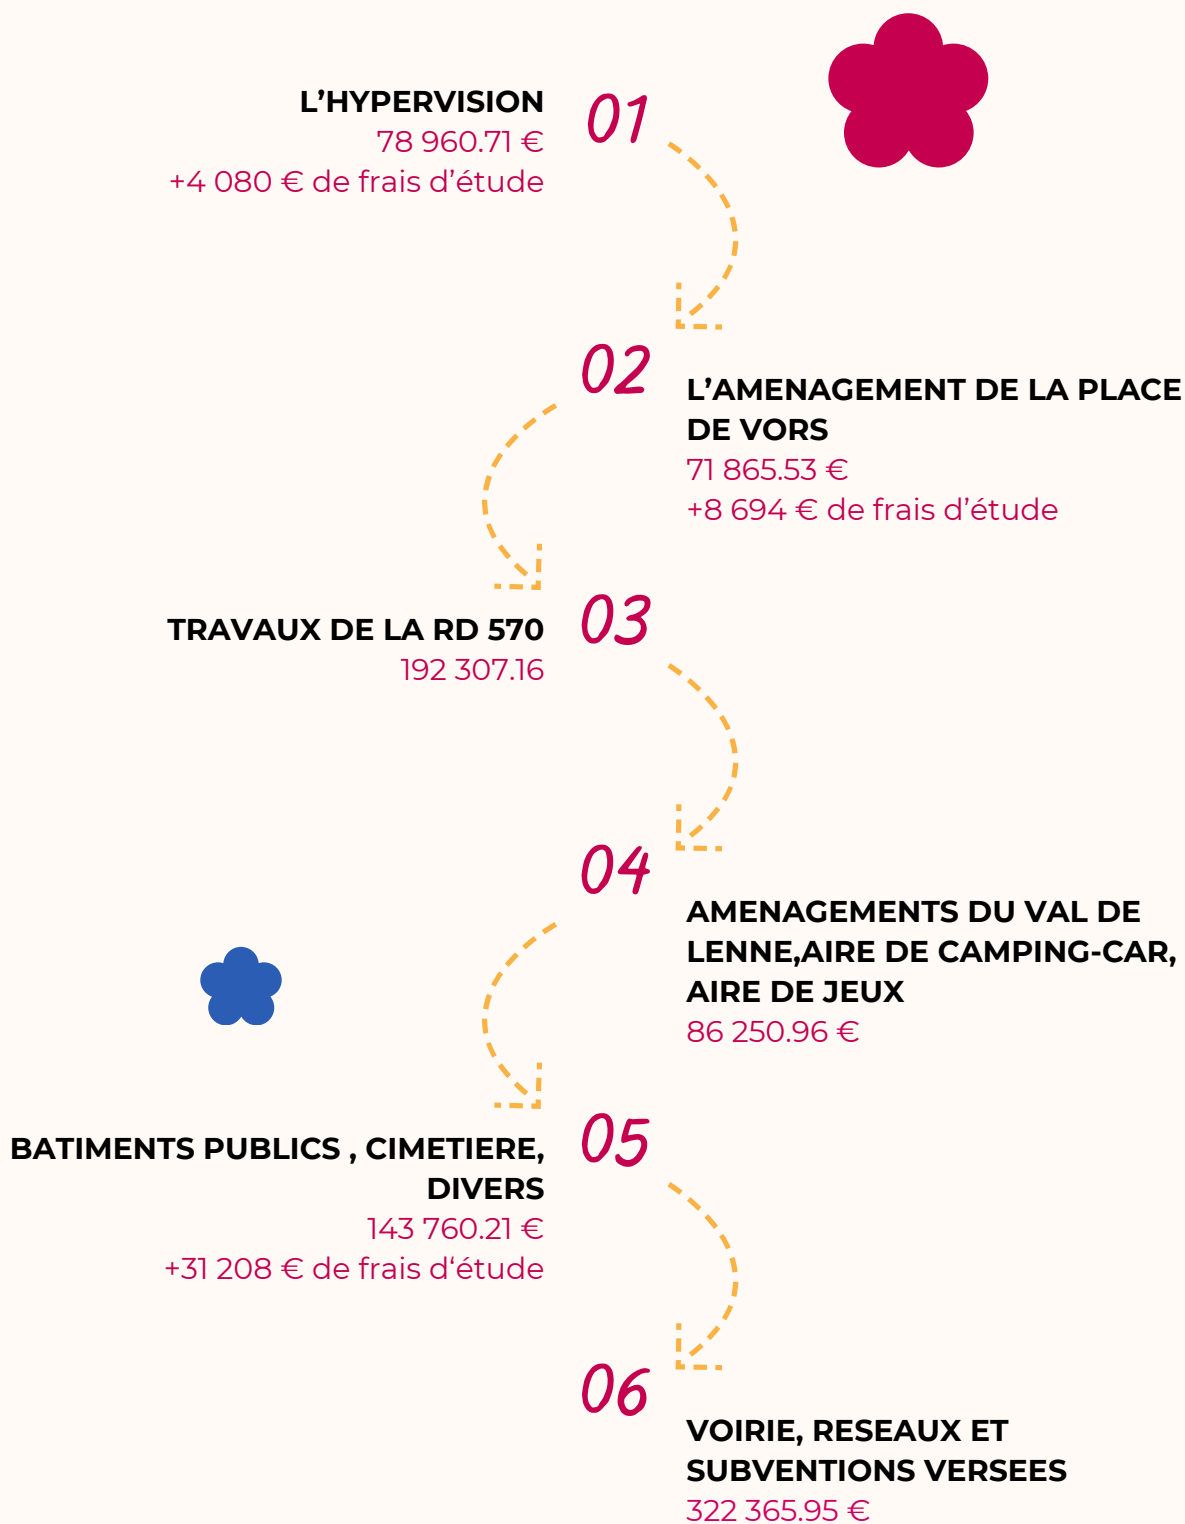 01
L’HYPERVISION
78 960.71 €
+4 080 € de frais d’étude
02
L’AMENAGEMENT DE LA PLACE
DE VORS
71 865.53 €
+8 694 € de frais d’étude
03
TRAVAUX DE LA RD 570
192 307.16
04
AMENAGEMENTS DU VAL DE
LENNE,AIRE DE CAMPING-CAR,
AIRE DE JEUX
86 250.96 €
05
BATIMENTS PUBLICS , CIMETIERE,
DIVERS
143 760.21 €
+31 208 € de frais d‘étude
06
VOIRIE, RESEAUX ET
SUBVENTIONS VERSEES
322 365.95 €